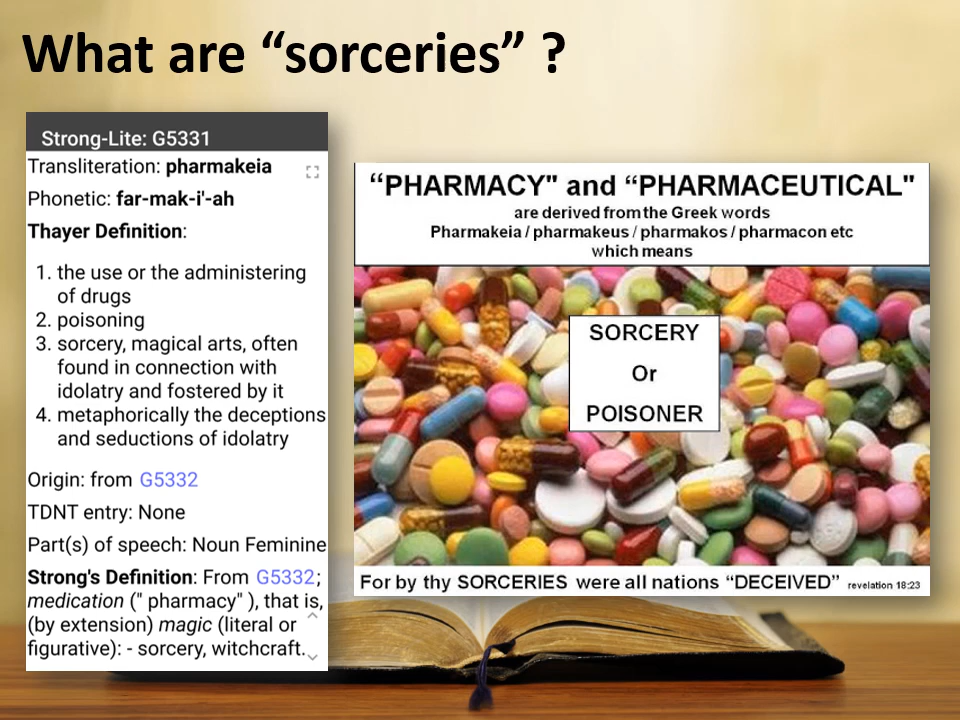 What are “sorceries” ?
Strong-Lite: G5331
Transliteration: pharmakeia
Phonetic: far-mak-i'-ah
Thayer Definition:
1. the use or the administering
of drugs
2. poisoning
3. sorcery, magical arts, often
found in connection with
idolatry and fostered by it
4. metaphorically the deceptions
and seductions of idolatry
Origin: from G5332
TDNT entry: None
Part(s) of speech: Noun Feminine
Strong's Definition: From G5332;
medication (" pharmacy" ), that is,
(by extension) magic (literal or
figurative): - sorcery, witchcraft.
“PHARMACY" and “PHARMACEUTICAL"
are derived from the Greek words
Pharmakeia / pharmakeus / pharmakos / pharmacon etc
which means
SORCERY
Or
POISONER
For by thy SORCERIES were all nations “DECEIVED” revelation 18:23